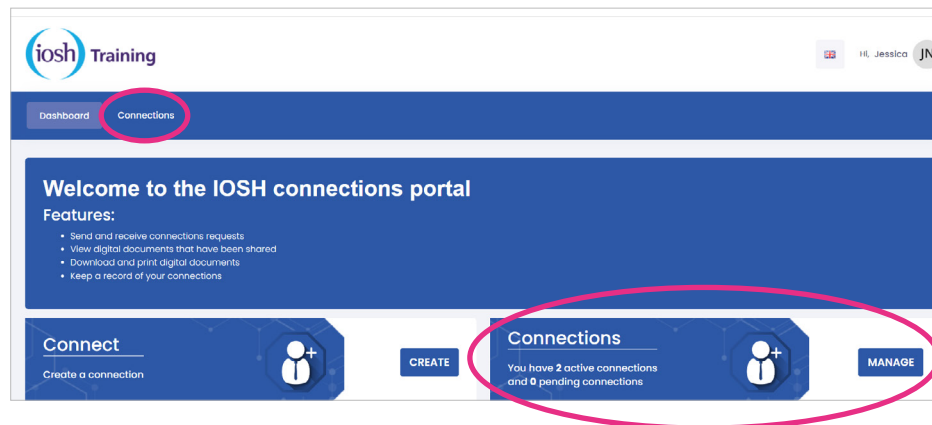 iosh Training
Hi, Jessica JN
Dashboard Connections
Welcome to the IOSH connections portal
Features:
• Send and receive connections requests
• View digital documents that have been shared
• Download and print digital documents
• Keep a record of your connections
Connect
Create a connection
CREATE
Connections
You have 2 active connections
and 0 pending connections
MANAGE